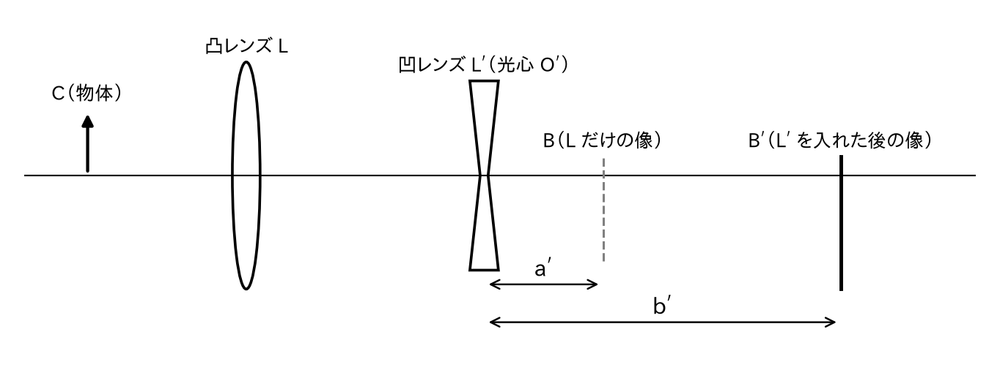 凸レンズ L
凹レンズ L′(光心 O′)
C(物体)
B(L だけの像)
B′(L′ を入れた後の像)
a′
b′